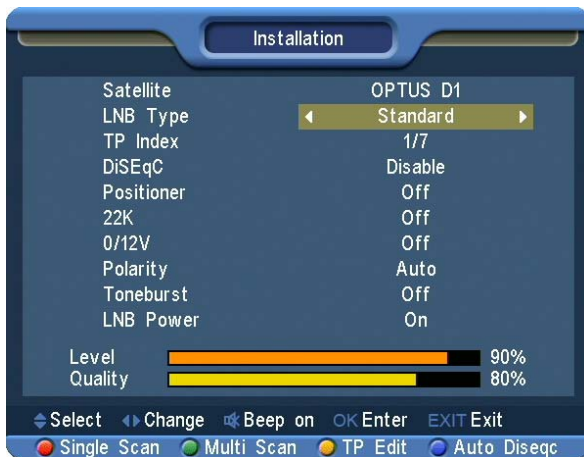 Installation
Satellite OPTUS D1
LNB Type Standard
TP Index 1/7
DiSEqC Disable
Positioner Off
22K Off
0/12V Off
Polarity Auto
Toneburst Off
LNB Power On
Level 90%
Quality 80%
Select Change Beep on OK Enter EXIT Exit
Single Scan Multi Scan TP Edit Auto Diseqc